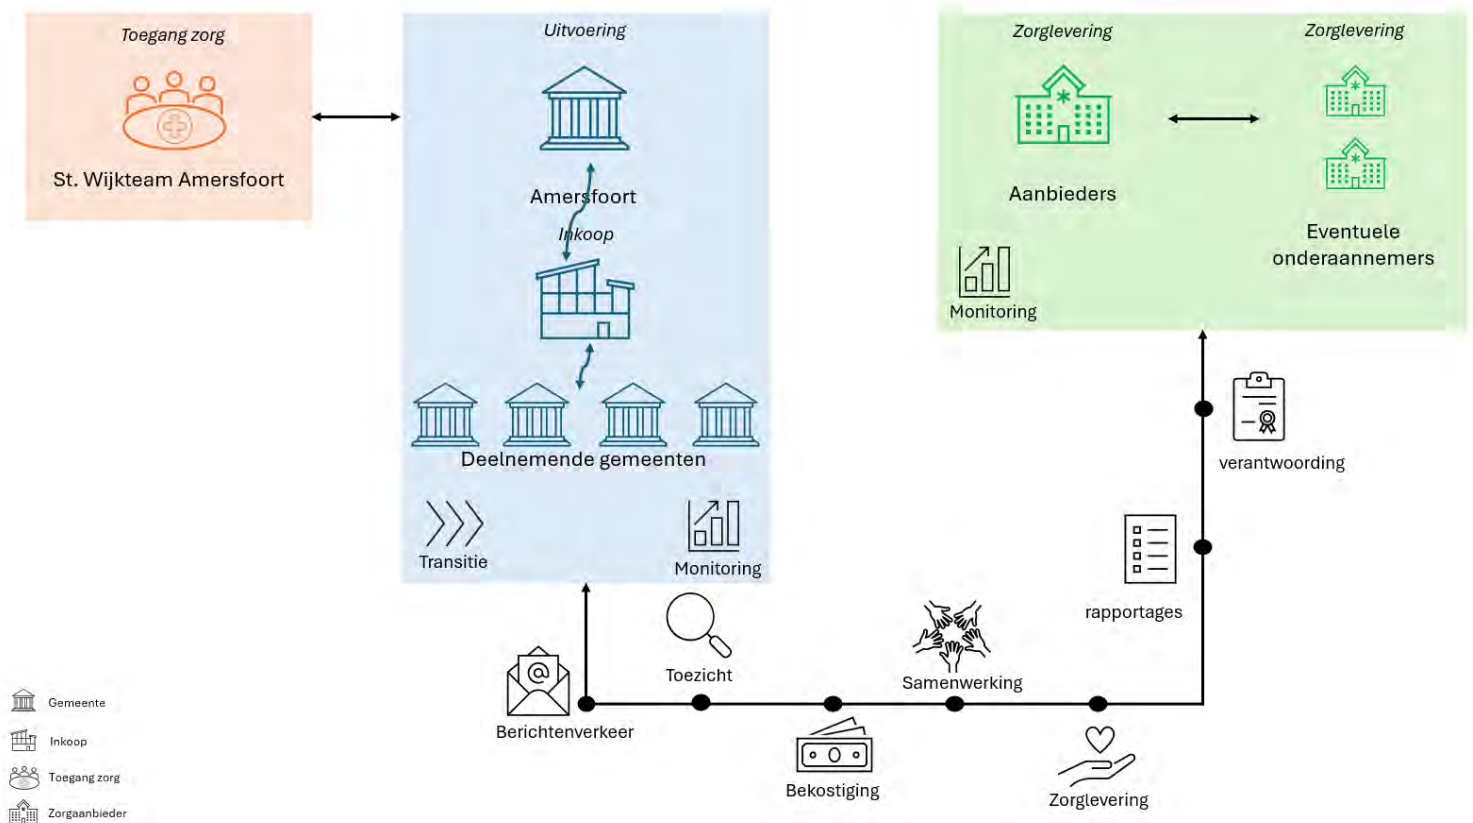 Toegang zorg
St. Wijkteam Amersfoort
Uitvoering
Amersfoort
Inkoop
Deelnemende gemeenten
Transitie
Monitoring
Zorglevering
Aanbieders
Monitoring
Zorglevering
Eventuele
onderaannemers
verantwoording
rapportages
Toezicht
Samenwerking
Berichtenverkeer
Bekostiging
Zorglevering
Gemeente
Inkoop
Toegang zorg
Zorgaanbieder